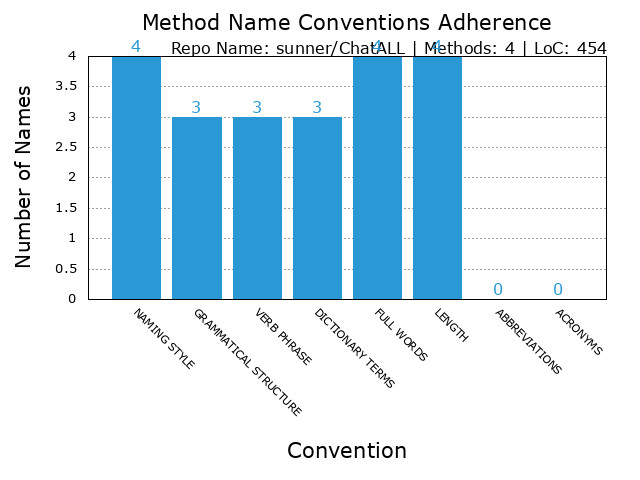 Method Name Conventions Adherence
Repo Name: sunner/ChatALL | Methods: 4 | LoC: 454
4 3 3 3 4 4 0 0
Number of Names
4
3.5
3
2.5
2
1.5
1
0.5
0
NAMING STYLE
GRAMMATICAL STRUCTURE
VERB PHRASE
DICTIONARY TERMS
FULL WORDS
LENGTH
ABBREVIATIONS
ACRONYMS
Convention